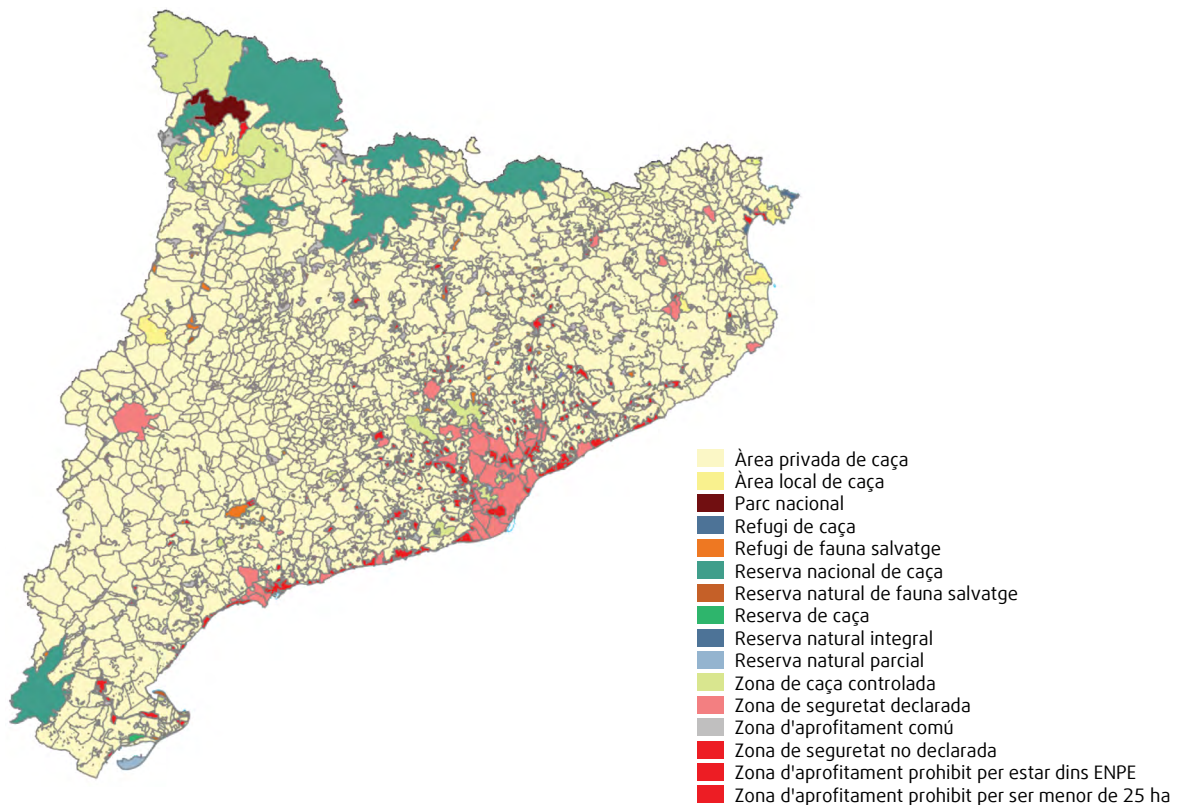 Àrea privada de caça
Àrea local de caça
Parc nacional
Refugi de caça
Refugi de fauna salvatge
Reserva nacional de caça
Reserva natural de fauna salvatge
Reserva de caça
Reserva natural integral
Reserva natural parcial
Zona de caça controlada
Zona de seguretat declarada
Zona d'aprofitament comú
Zona de seguretat no declarada
Zona d'aprofitament prohibit per estar dins ENPE
Zona d'aprofitament prohibit per ser menor de 25 ha